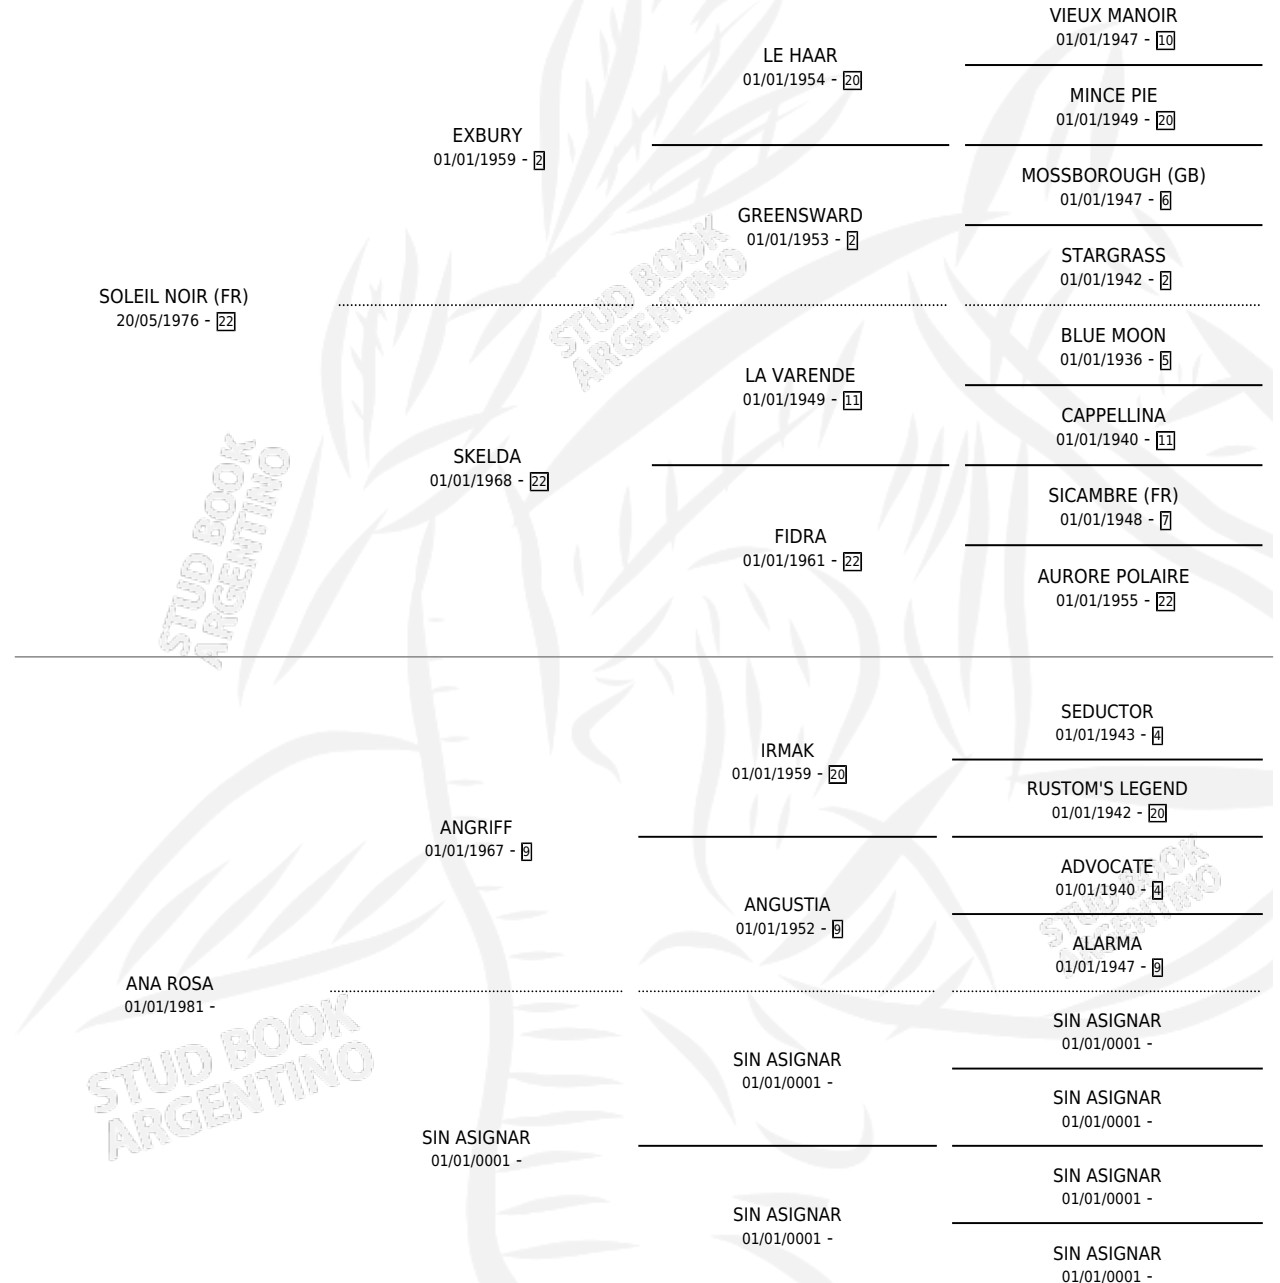 VIEUX MANOIR
01/01/1947 - 10
LE HAAR
01/01/1954 - 20
MINCE PIE
01/01/1949 - 20
EXBURY
01/01/1959 - 2
MOSSBOROUGH (GB)
01/01/1947 - 6
GREENSWARD
01/01/1953 - 2
STARGRASS
01/01/1942 - 2
SOLEIL NOIR (FR)
20/05/1976 - 22
BLUE MOON
01/01/1936 - 5
LA VARENDE
01/01/1949 - 11
CAPPELLINA
01/01/1940 - 11
SKELDA
01/01/1968 - 22
SICAMBRE (FR)
01/01/1948 - 7
FIDRA
01/01/1961 - 22
AURORE POLAIRE
01/01/1955 - 22
STUD BOOK
ARGENTINO
STUD BOOK
ARGENTINO
SEDUCTOR
01/01/1943 - 4
IRMAK
01/01/1959 - 20
RUSTOM'S LEGEND
01/01/1942 - 20
ANGRIFF
01/01/1967 - 9
ADVOCATE
01/01/1940 - 4
ANGUSTIA
01/01/1952 - 9
ALARMA
01/01/1947 - 9
ANA ROSA
01/01/1981 -
SIN ASIGNAR
01/01/0001 -
SIN ASIGNAR
01/01/0001 -
SIN ASIGNAR
01/01/0001 -
SIN ASIGNAR
01/01/0001 -
SIN ASIGNAR
01/01/0001 -
SIN ASIGNAR
01/01/0001 -
SIN ASIGNAR
01/01/0001 -
STUD BOOK
ARGENTINO
STUD BOOK
ARGENTINO